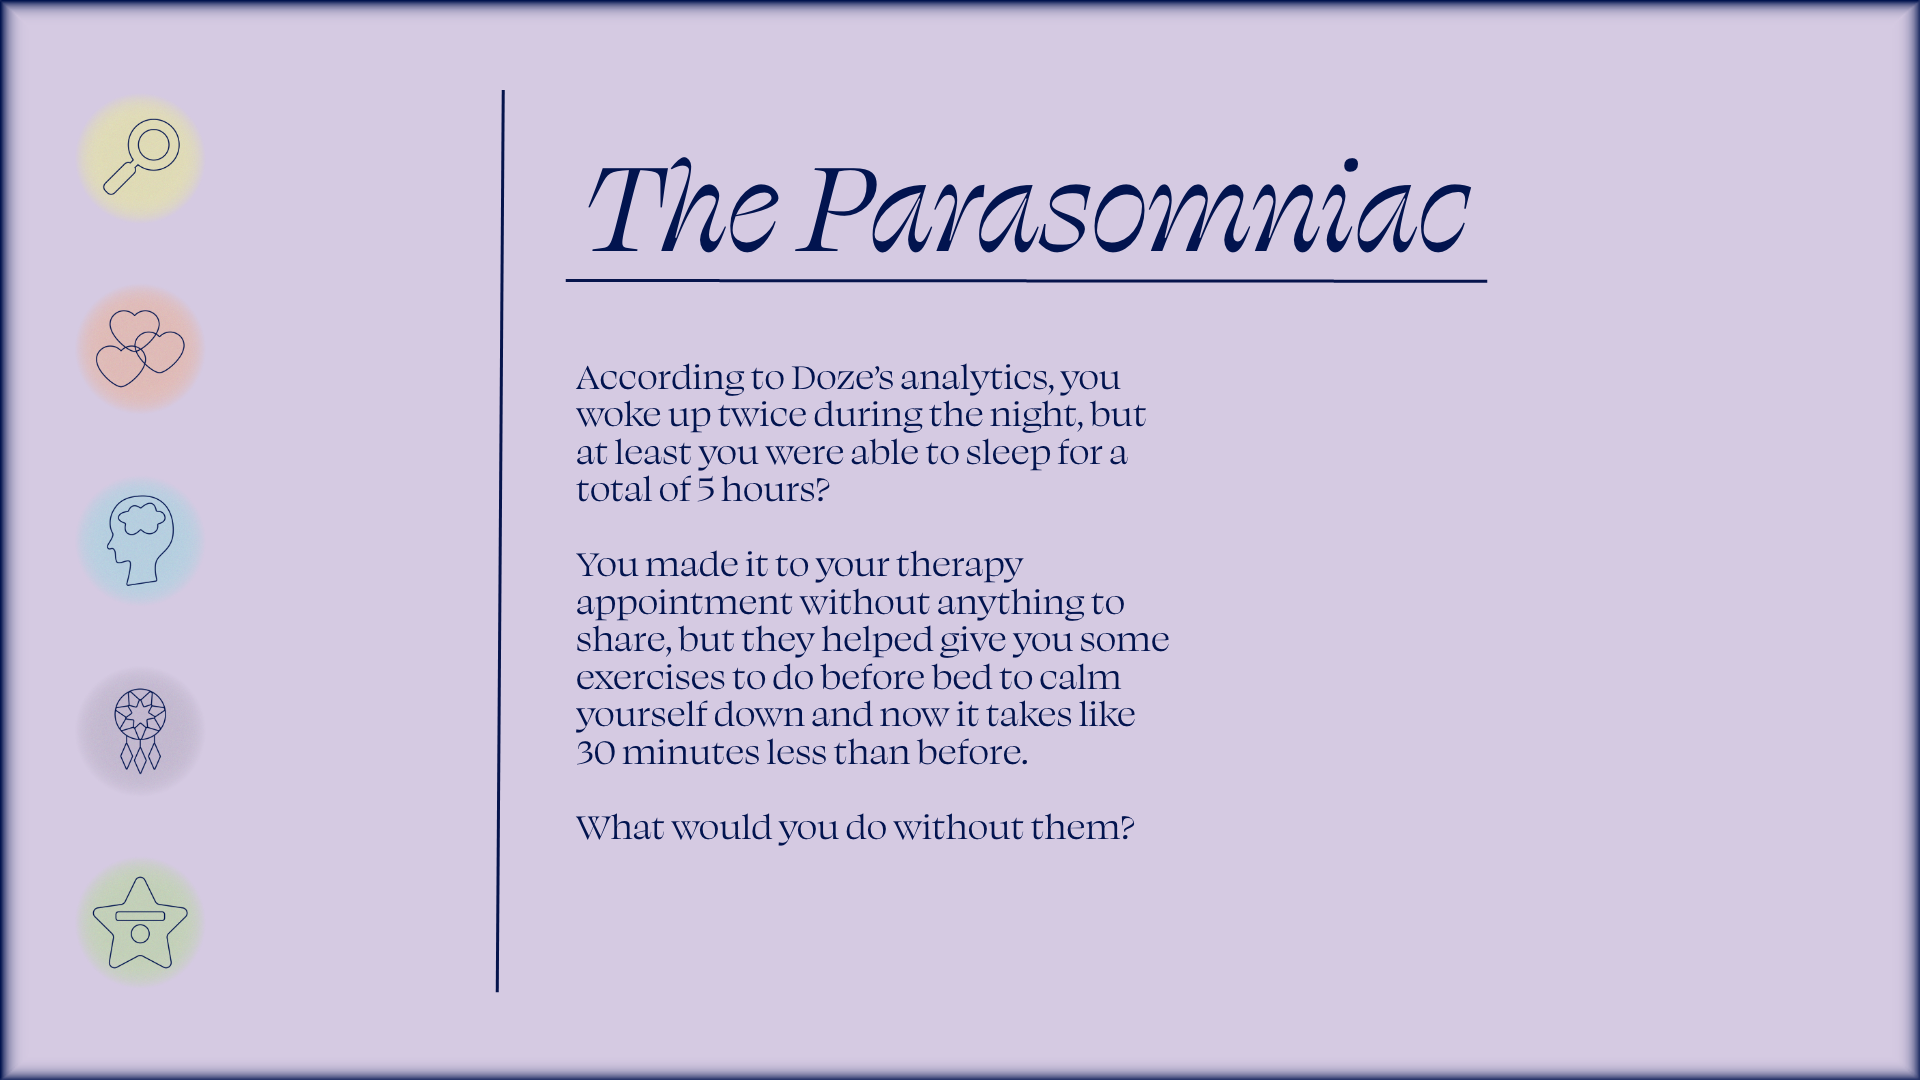 The Parasomniac
According to Doze’s analytics, you
woke up twice during the night, but
at least you were able to sleep for a
total of 5 hours?
You made it to your therapy
appointment without anything to
share, but they helped give you some
exercises to do before bed to calm
yourself down and now it takes like
30 minutes less than before.
What would you do without them?